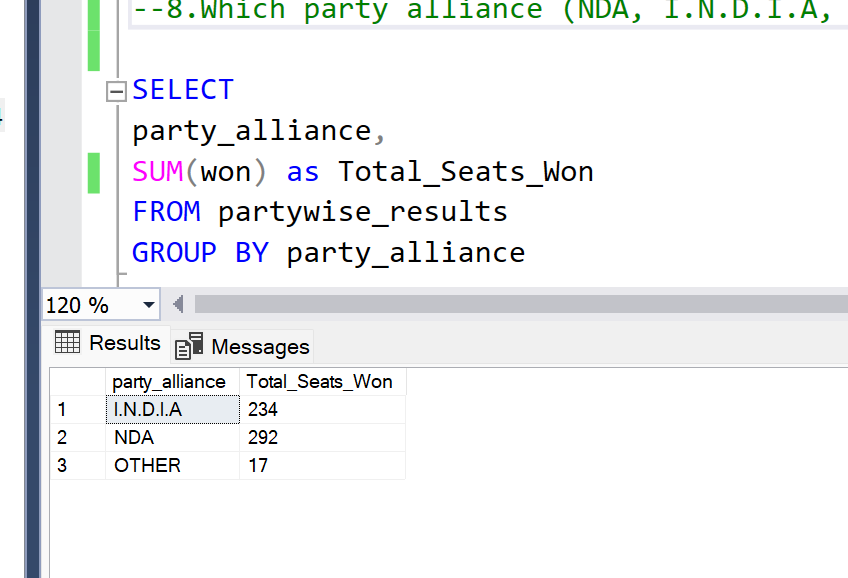 --8.Which party alliance (NDA, I.N.D.I.A,
SELECT
party_alliance,
SUM(won) as Total_Seats_Won
FROM partywise_results
GROUP BY party_alliance
120 %
Results Messages
party_alliance Total_Seats_Won
1 I.N.D.I.A 234
2 NDA 292
3 OTHER 17